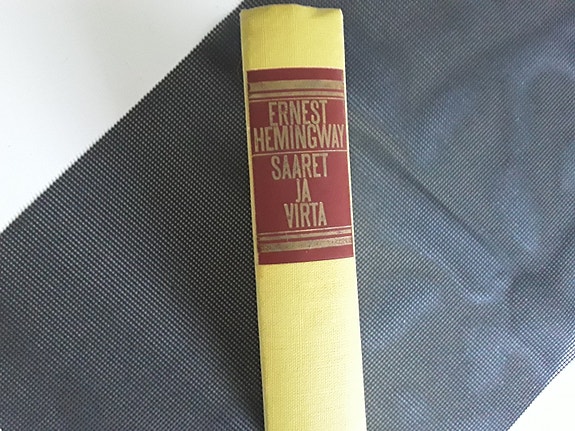 ERNEST
HEMINGWAY
SAARET
JA
VIRTA